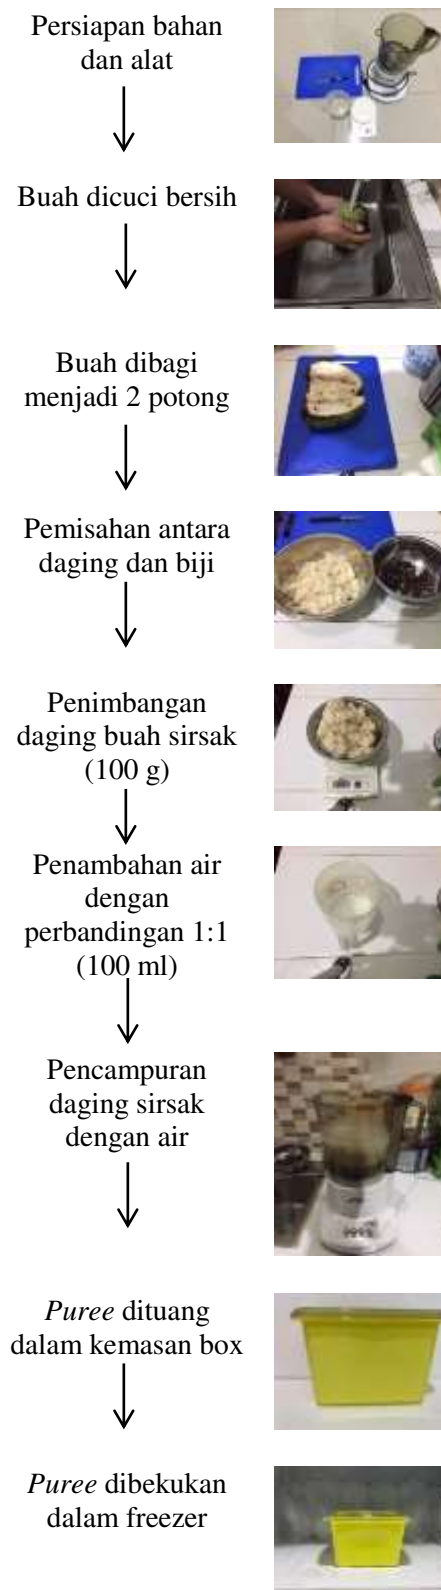 Persiapan bahan
dan alat
Buah dicuci bersih
Buah dibagi
menjadi 2 potong
Pemisahan antara
daging dan biji
Penimbangan
daging buah sirsak
(100 g)
Penambahan air
dengan
perbandingan 1:1
(100 ml)
Pencampuran
daging sirsak
dengan air
Puree dituang
dalam kemasan box
Puree dibekukan
dalam freezer